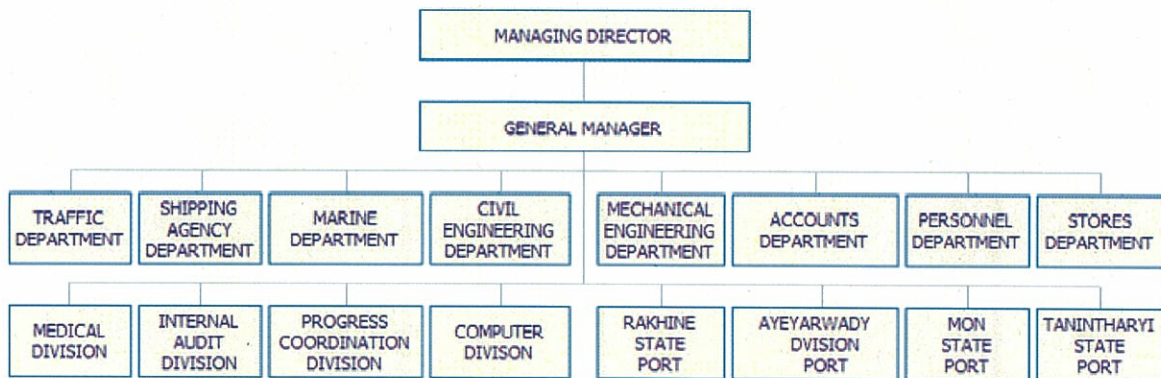 MANAGING DIRECTOR
GENERAL MANAGER
TRAFFIC
DEPARTMENT
SHIPPING
AGENCY
DEPARTMENT
MARINE
DEPARTMENT
CIVIL
ENGINEERING
DEPARTMENT
MECHANICAL
ENGINEERING
DEPARTMENT
ACCOUNTS
DEPARTMENT
PERSONNEL
DEPARTMENT
STORES
DEPARTMENT
MEDICAL
DIVISION
INTERNAL
AUDIT
DIVISION
PROGRESS
COORDINATION
DIVISION
COMPUTER
DIVISON
RAKHINE
STATE
PORT
AYEYARWADY
DVISION
PORT
MON
STATE
PORT
TANINTHARYI
STATE
PORT